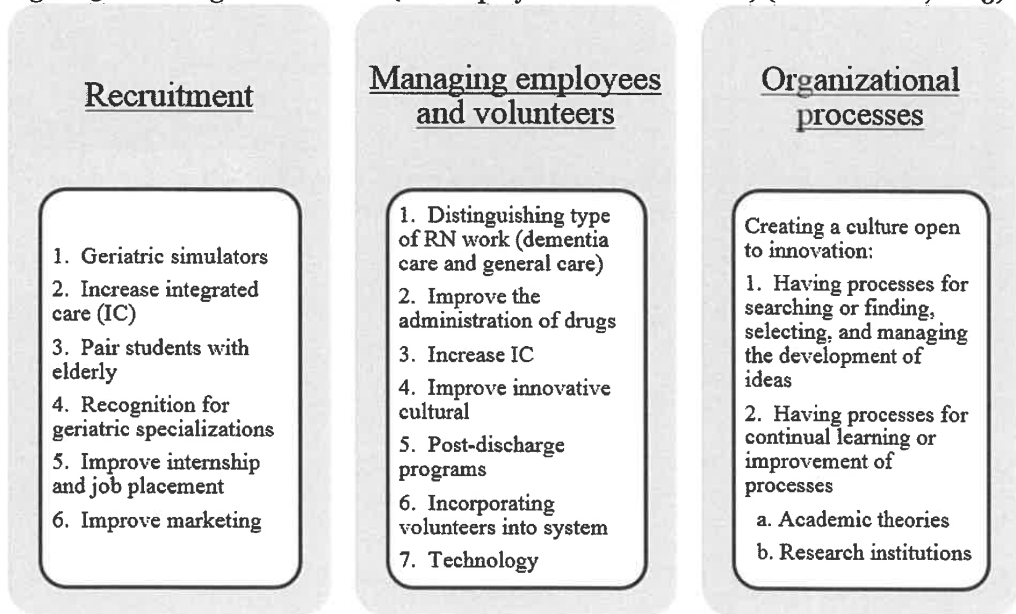 Recruitment
1. Geriatric simulators
2. Increase integrated
care (IC)
3. Pair students with
elderly
4. Recognition for
geriatric specializations
5. Improve internship
and job placement
6. Improve marketing
Managing employees
and volunteers
1. Distinguishing type
of RN work (dementia
care and general care)
2. Improve the
administration of drugs
3. Increase IC
4. Improve innovative
cultural
5. Post-discharge
programs
6. Incorporating
volunteers into system
7. Technology
Organizational
processes
Creating a culture open
to innovation:
1. Having processes for
searching or finding,
selecting, and managing
the development of
ideas
2. Having processes for
continual learning or
improvement of
processes
a. Academic theories
b. Research institutions